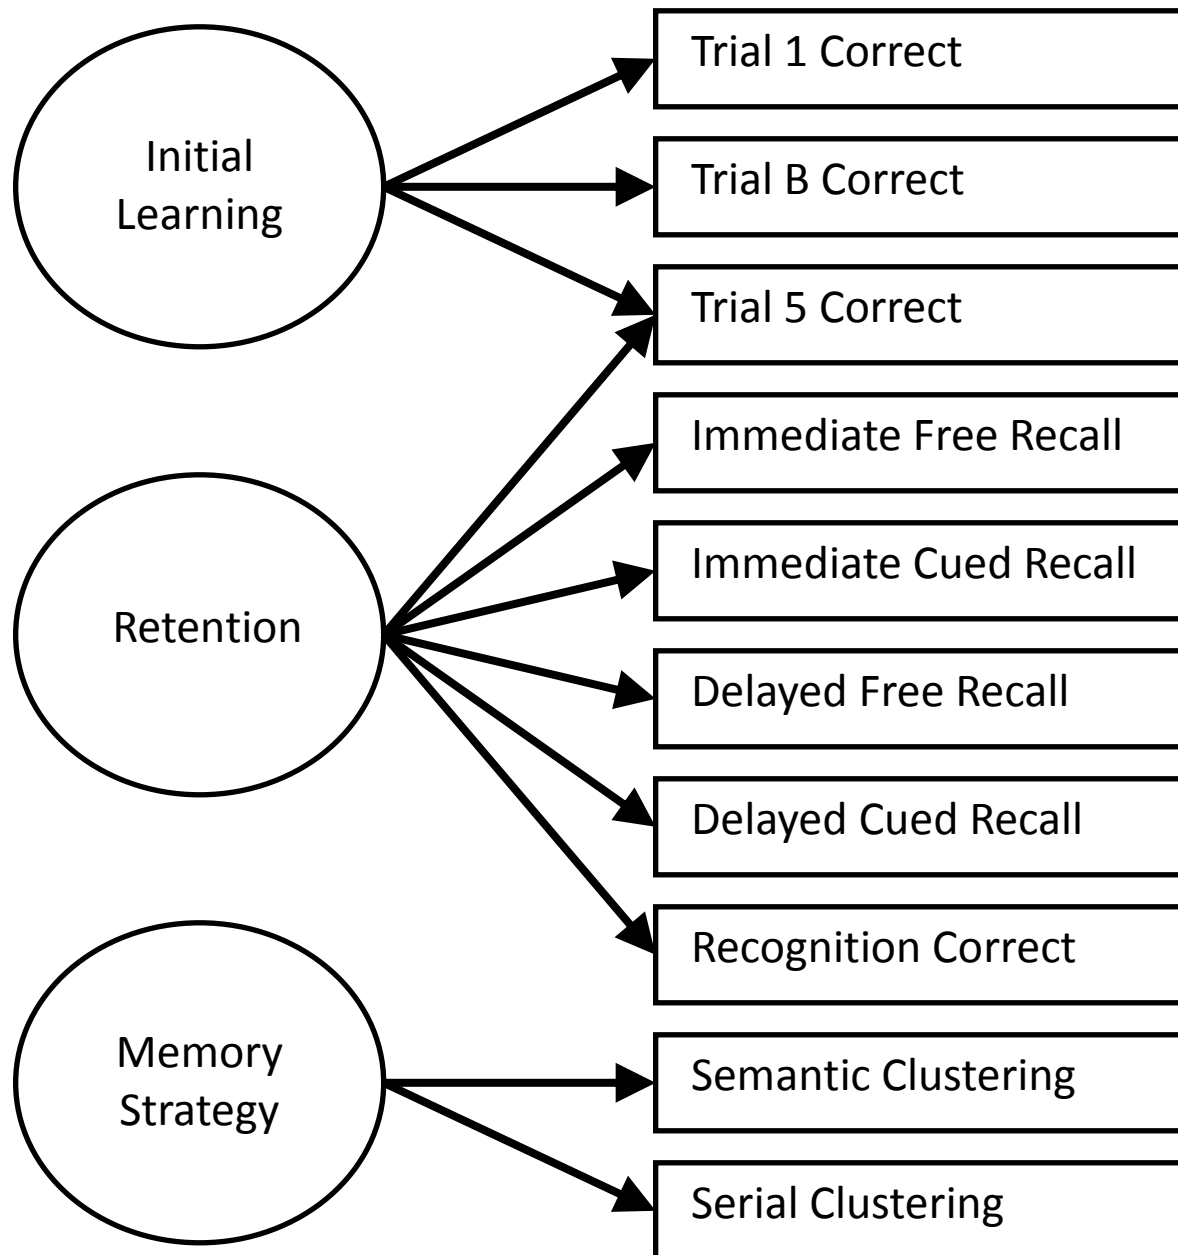 Initial
Learning
Trial 1 Correct
Trial B Correct
Trial 5 Correct
Retention
Immediate Free Recall
Immediate Cued Recall
Delayed Free Recall
Delayed Cued Recall
Recognition Correct
Memory
Strategy
Semantic Clustering
Serial Clustering